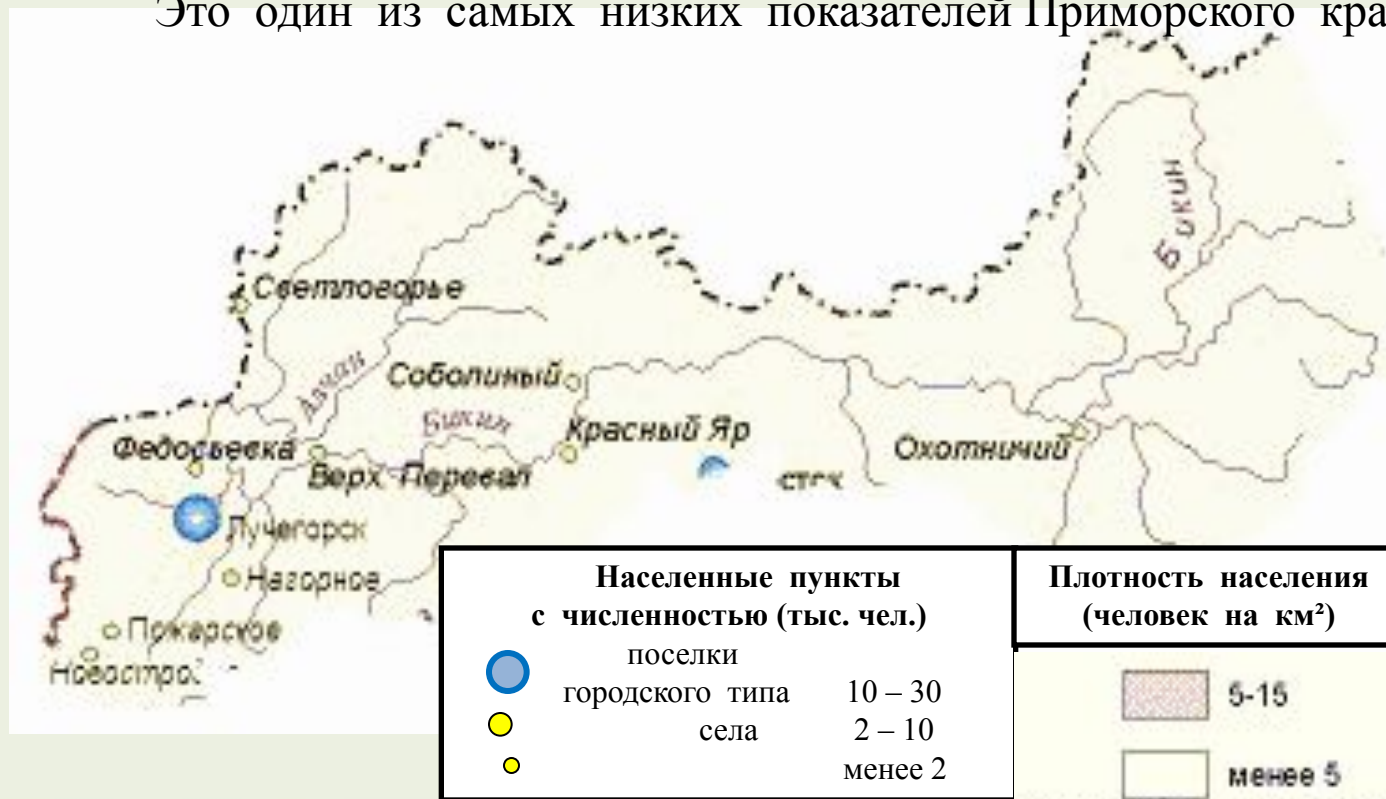 Это один из самых низких показателей Приморского кра
Бикин
Светлогорье
Алчан
Соболиный
Бикин
Красный Яр
Федосьевка
Охотничий
Верх. Перевал
Лучегорск
Нагорное
Пожарское
Населенные пункты
с численностью (тыс. чел.)
поселки
городского типа 10 – 30
села 2 – 10
менее 2
Плотность населения
(человек на км²)
5-15
менее 5